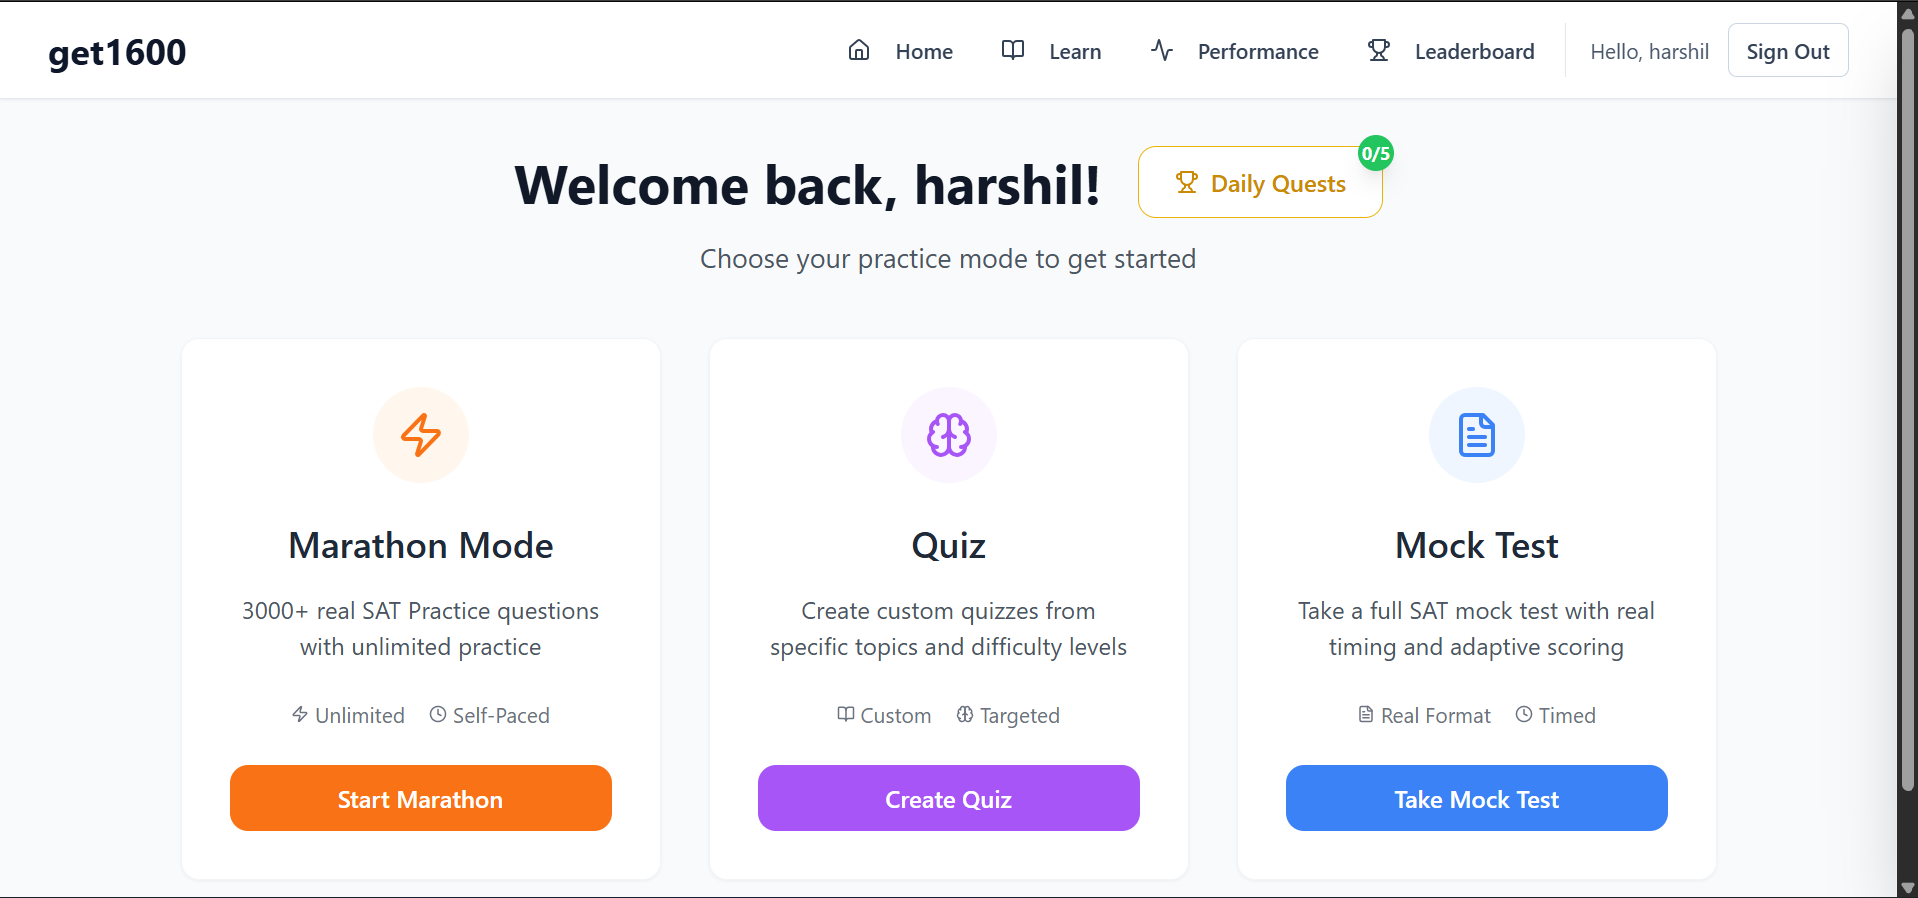 get1600
Home
Learn
Performance
Leaderboard
Hello, harshil
Sign Out
Welcome back, harshil!
Daily Quests
0/5
Choose your practice mode to get started
Marathon Mode
3000+ real SAT Practice questions
with unlimited practice
Unlimited
Self-Paced
Start Marathon
Quiz
Create custom quizzes from
specific topics and difficulty levels
Custom
Targeted
Create Quiz
Mock Test
Take a full SAT mock test with real
timing and adaptive scoring
Real Format
Timed
Take Mock Test